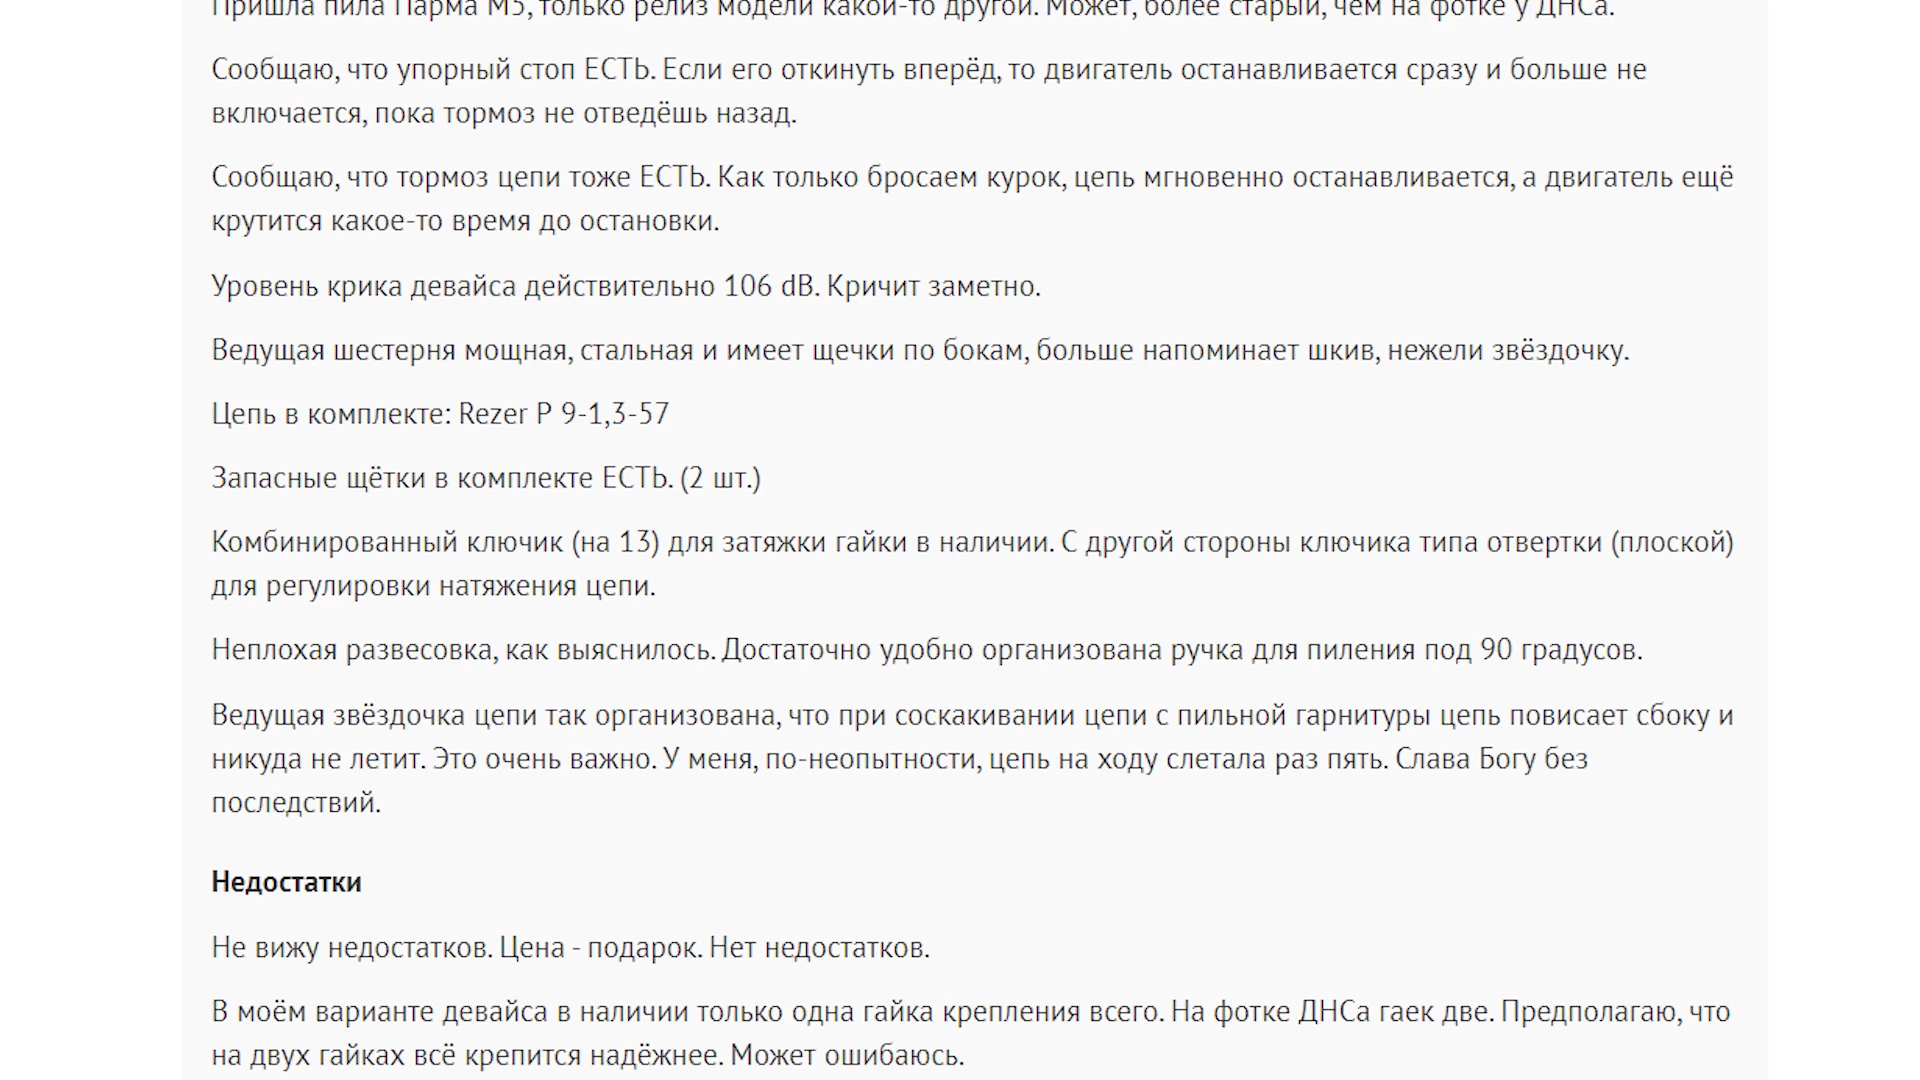 Пришла пила Парма М5, только релиз модели какой-то другой. Может, более старый, чем на фотке у ДНСа.
Сообщаю, что упорный стоп ЕСТЬ. Если его откинуть вперёд, то двигатель останавливается сразу и больше не
включается, пока тормоз не отведёшь назад.
Сообщаю, что тормоз цепи тоже ЕСТЬ. Как только бросаем курок, цепь мгновенно останавливается, а двигатель ещё
крутится какое-то время до остановки.
Уровень крика девайса действительно 106 dB. Кричит заметно.
Ведущая шестерня мощная, стальная и имеет щечки по бокам, больше напоминает шкив, нежели звёздочку.
Цепь в комплекте: Rezer P 9-1,3-57
Запасные щётки в комплекте ЕСТЬ. (2 шт.)
Комбинированный ключик (на 13) для затяжки гайки в наличии. С другой стороны ключика типа отвертки (плоской)
для регулировки натяжения цепи.
Неплохая развесовка, как выяснилось. Достаточно удобно организована ручка для пиления под 90 градусов.
Ведущая звёздочка цепи так организована, что при соскакивании цепи с пильной гарнитуры цепь повисает сбоку и
никуда не летит. Это очень важно. У меня, по-неопытности, цепь на ходу слетала раз пять. Слава Богу без
последствий.
Недостатки
Не вижу недостатков. Цена - подарок. Нет недостатков.
В моём варианте девайса в наличии только одна гайка крепления всего. На фотке ДНСа гаек две. Предполагаю, что
на двух гайках всё крепится надёжнее. Может ошибаюсь.